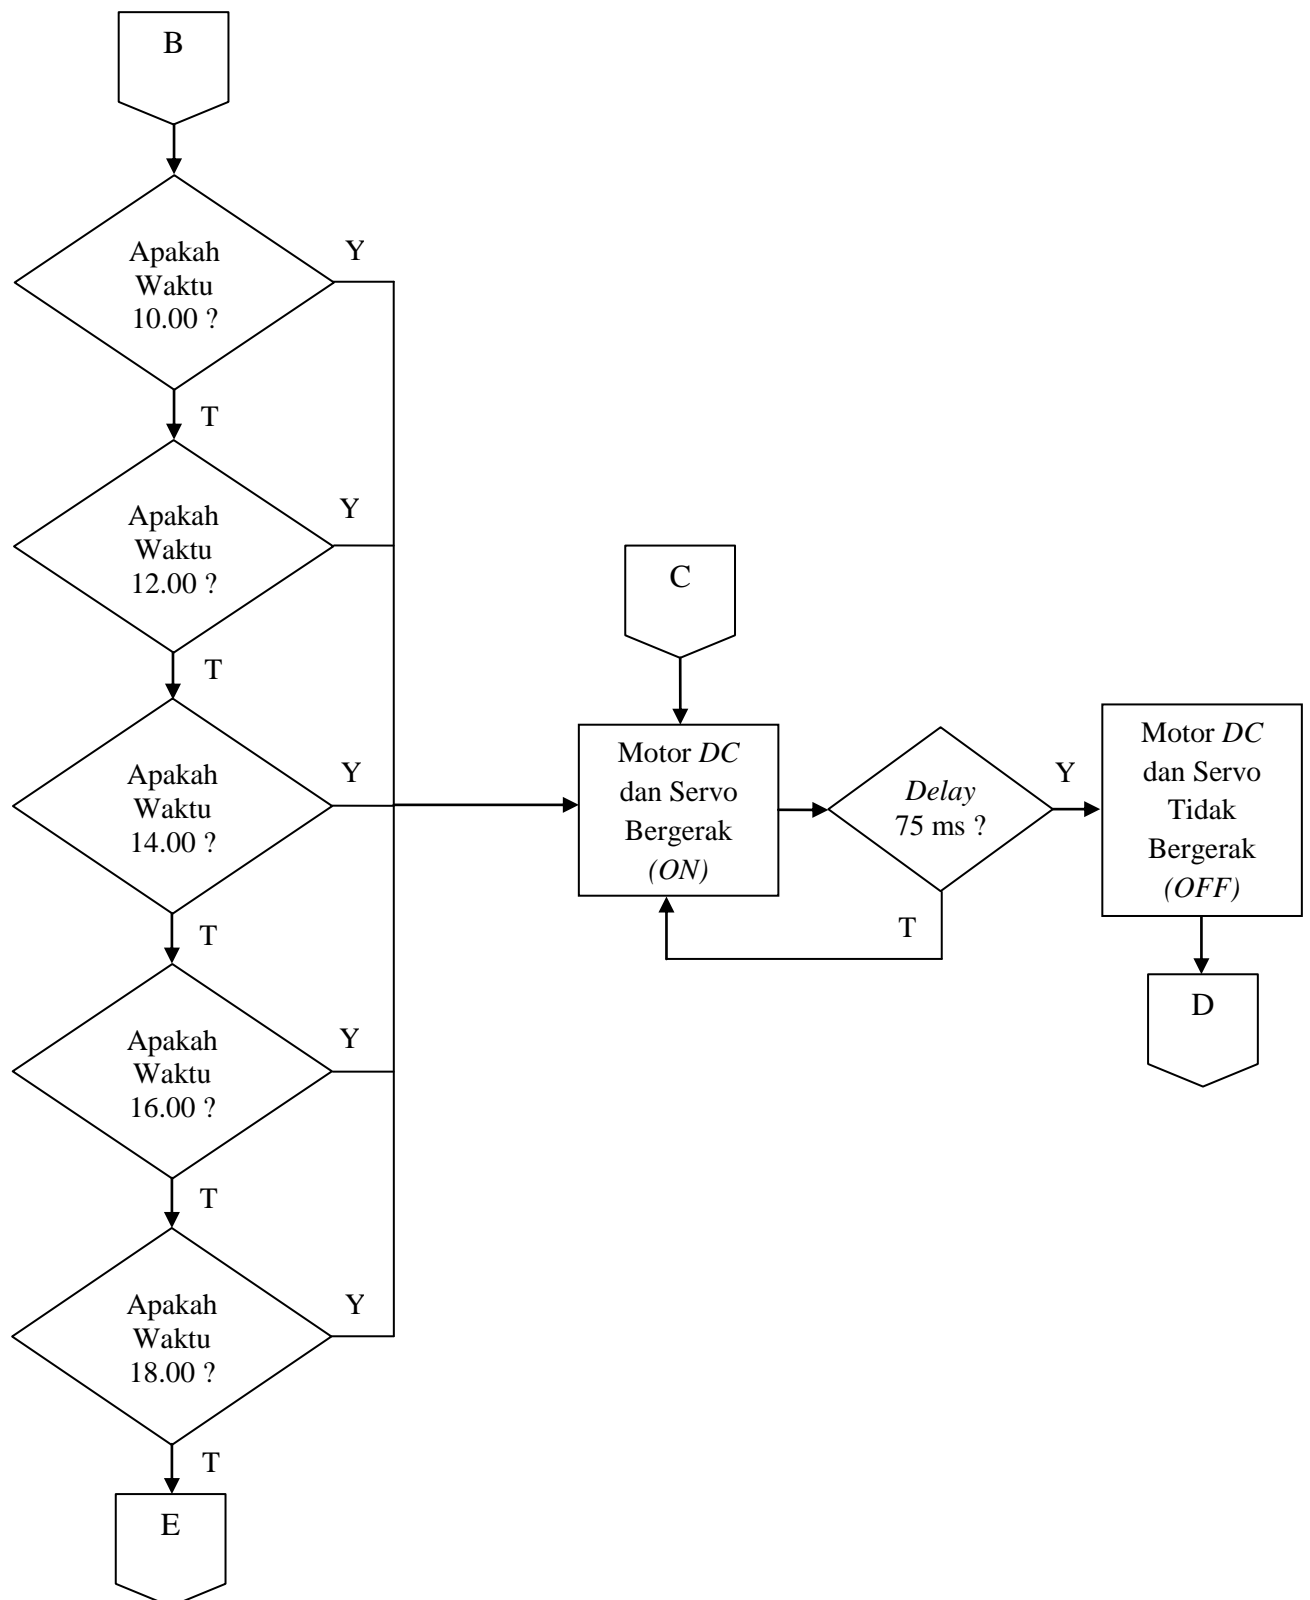 B
Apakah
Waktu
10.00 ?
Y
T
Apakah
Waktu
12.00 ?
Y
T
Apakah
Waktu
14.00 ?
Y
T
Apakah
Waktu
16.00 ?
Y
T
Apakah
Waktu
18.00 ?
Y
T
E
C
Motor DC
dan Servo
Bergerak
(ON)
Delay
75 ms ?
Y
T
Motor DC
dan Servo
Tidak
Bergerak
(OFF)
D